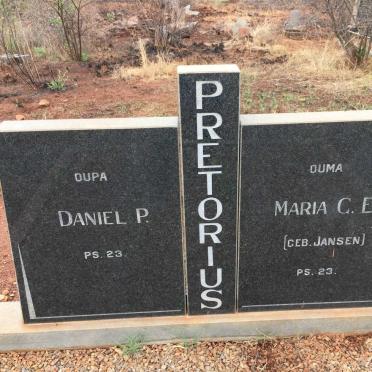 OUPA
DANIEL P.
PS. 23.
PRETORIUS
OUMA
MARIA C. E
(GEB. JANSEN)
PS. 23.